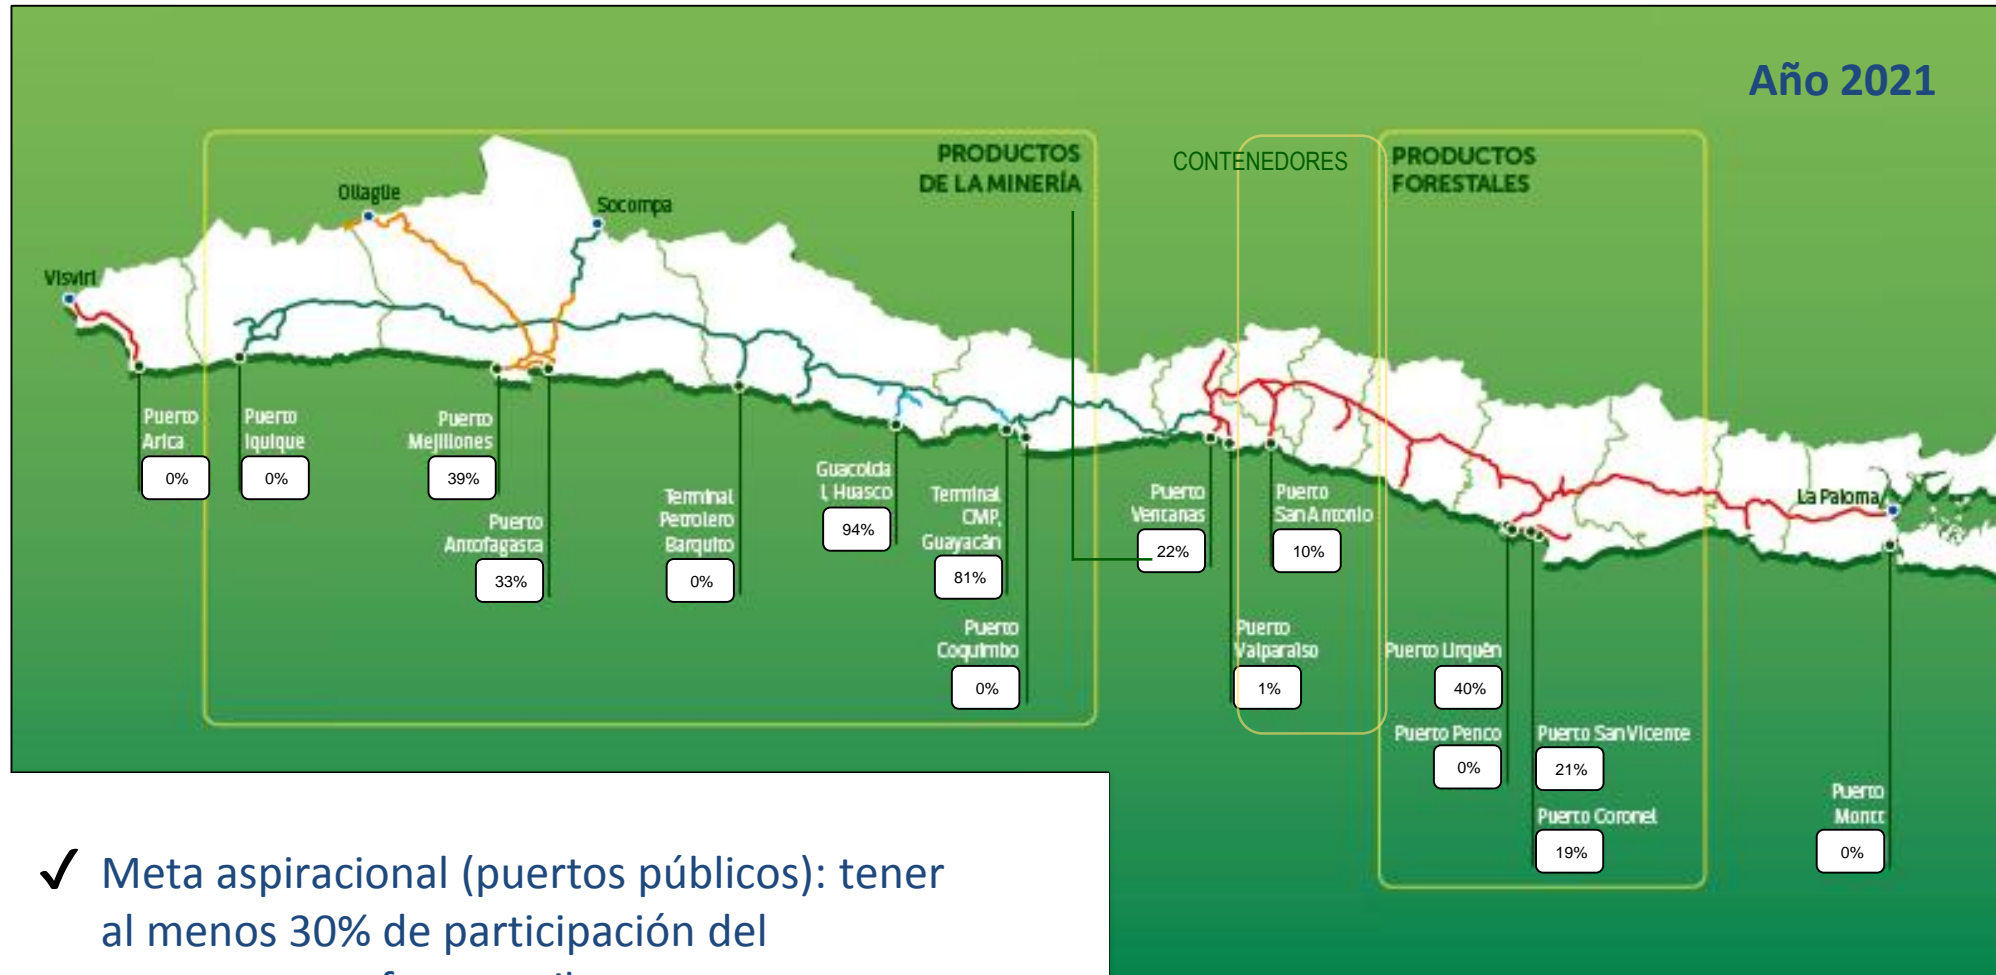 Año 2021
PRODUCTOS
DE LA MINERÍA
CONTENEDORES
PRODUCTOS
FORESTALES
Ollagüe
Socompa
Visviri
La Paloma
Puerto
Arica
0%
Puerto
Iquique
0%
Puerto
Mejillones
39%
Puerto
Antofagasta
33%
Terminal
Petrolero
Barquito
0%
Guacolda
I, Huasco
94%
Terminal
CMP,
Guayacán
81%
Puerto
Coquimbo
0%
Puerto
Ventanas
22%
Puerto
San Antonio
10%
Puerto
Valparaíso
1%
Puerto Lirquén
40%
Puerto Penco
0%
Puerto San Vicente
21%
Puerto Coronel
19%
Puerto
Montt
0%
✓ Meta aspiracional (puertos públicos): tener
al menos 30% de participación del